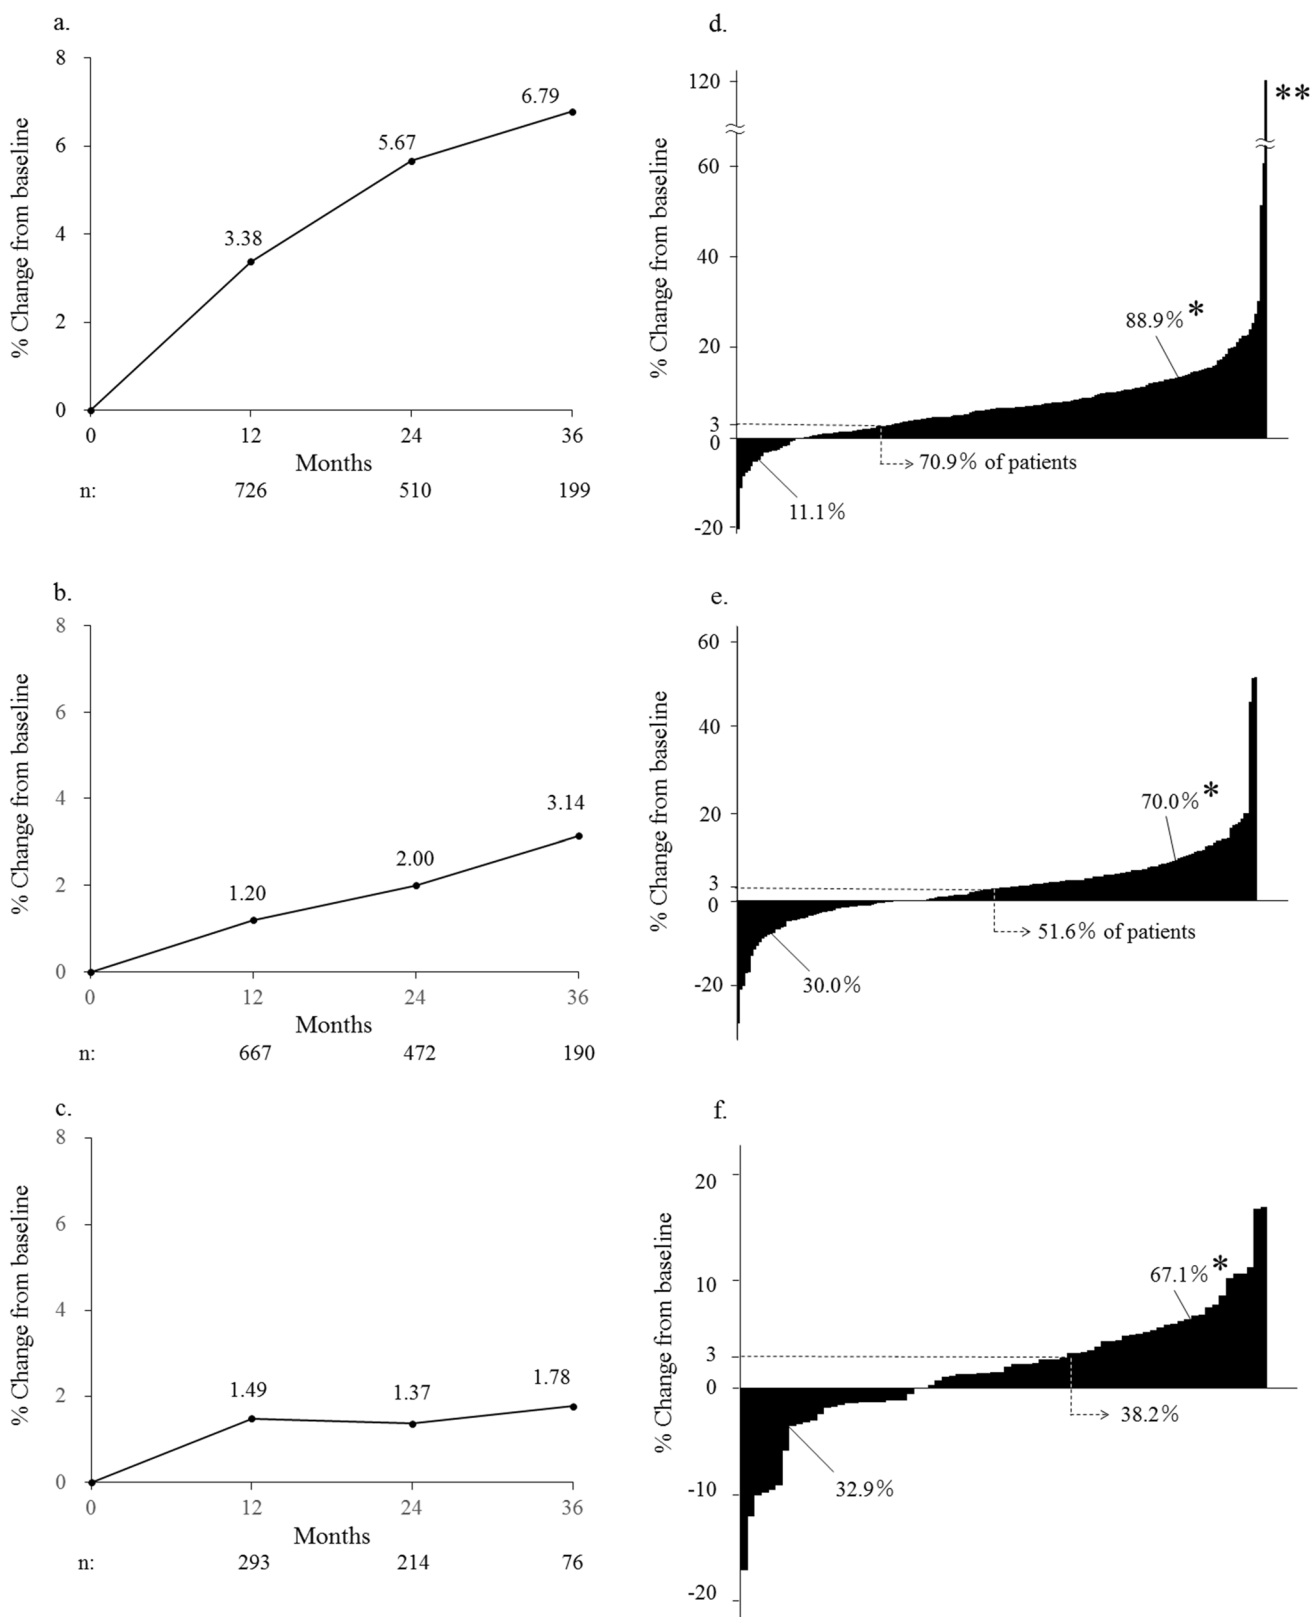 a.
8
6
4
2
0
% Change from baseline
3.38
5.67
6.79
0 12 24 36
Months
n: 726 510 199
d.
120
60
40
20
3
0
-20
% Change from baseline
**
88.9% *
70.9% of patients
11.1%
b.
8
6
4
2
0
% Change from baseline
1.20
2.00
3.14
0 12 24 36
Months
n: 667 472 190
e.
60
40
20
3
0
-20
% Change from baseline
70.0% *
51.6% of patients
30.0%
c.
8
6
4
2
0
% Change from baseline
1.49
1.37
1.78
0 12 24 36
Months
n: 293 214 76
f.
20
10
3
0
-10
-20
% Change from baseline
67.1% *
38.2%
32.9%